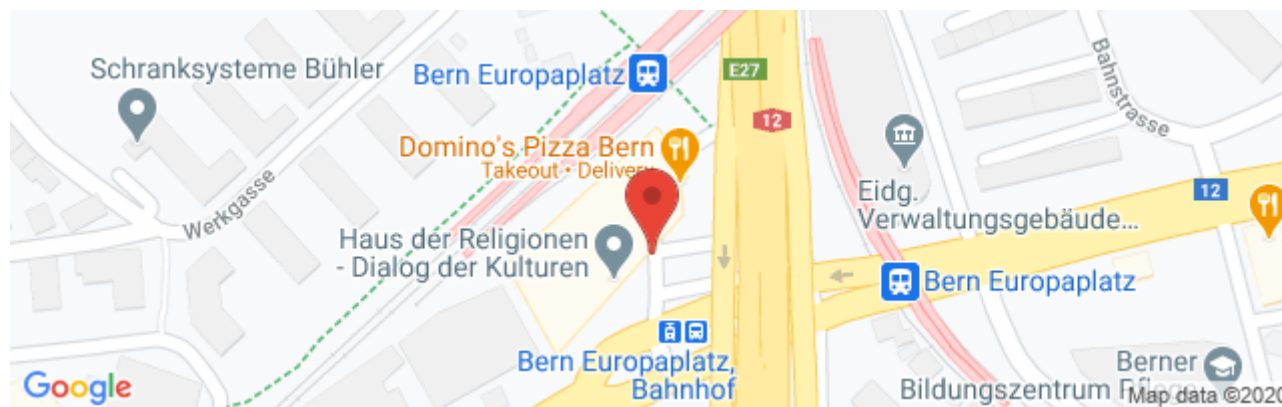 Schranksysteme Bühler
Bern Europaplatz
E27
12
Domino's Pizza Bern
Takeout • Delivery
Bahnstrasse
Werkgasse
Eidg.
Verwaltungsgebäude...
12
Haus der Religionen
- Dialog der Kulturen
Bern Europaplatz
Bern Europaplatz,
Bahnhof
Berner
Bildungszentrum Pflege
Google
Map data ©2020